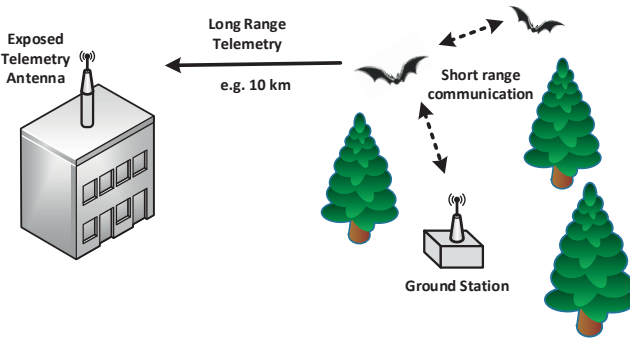 Exposed
Telemetry
Antenna
Long Range
Telemetry
e.g. 10 km
Short range
communication
Ground Station